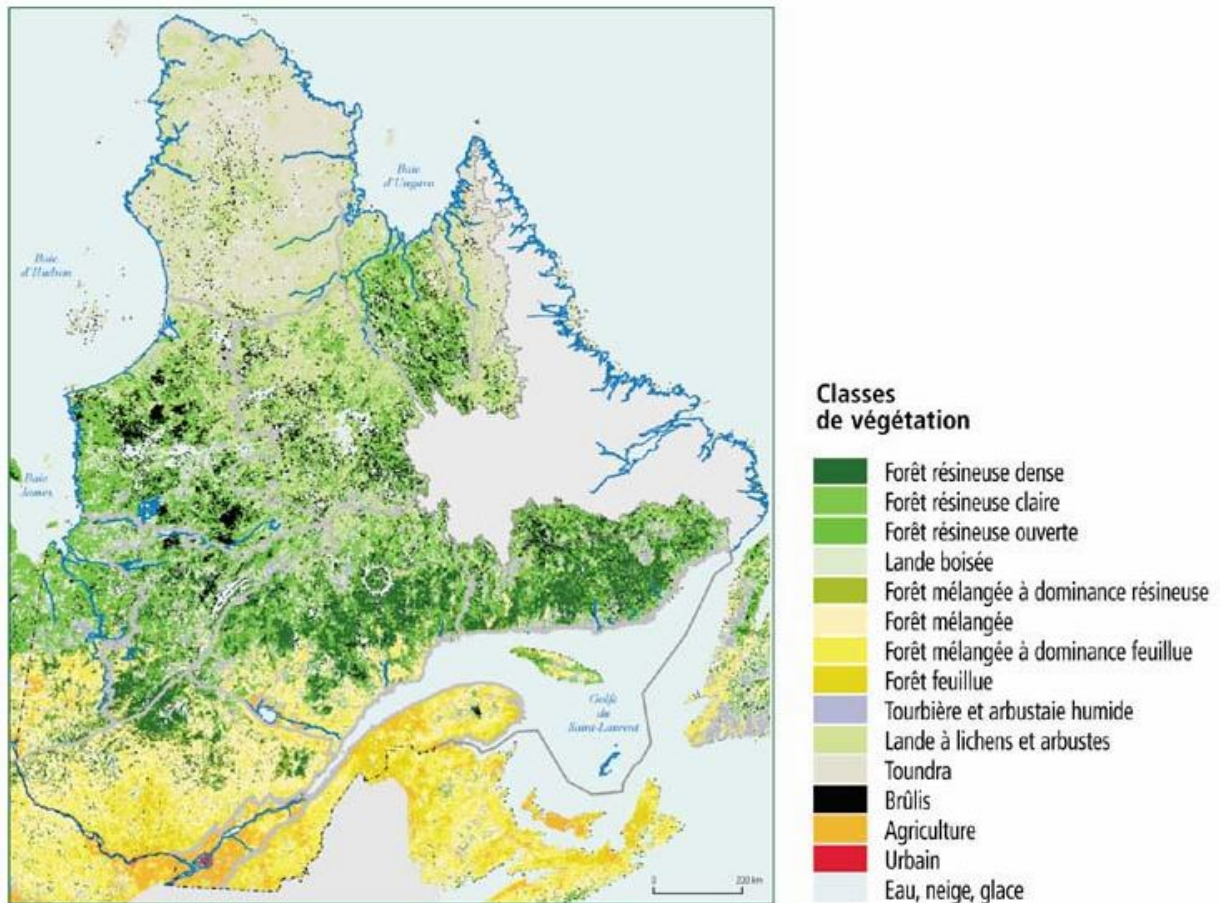 Baie
d'Ungava
Baie
d'Hudson
Baie
James
Golfe
du
Saint-Laurent
0 200 km
Classes
de végétation
Forêt résineuse dense
Forêt résineuse claire
Forêt résineuse ouverte
Lande boisée
Forêt mélangée à dominance résineuse
Forêt mélangée
Forêt mélangée à dominance feuillue
Forêt feuillue
Tourbière et arbustaie humide
Lande à lichens et arbustes
Toundra
Brûlis
Agriculture
Urbain
Eau, neige, glace